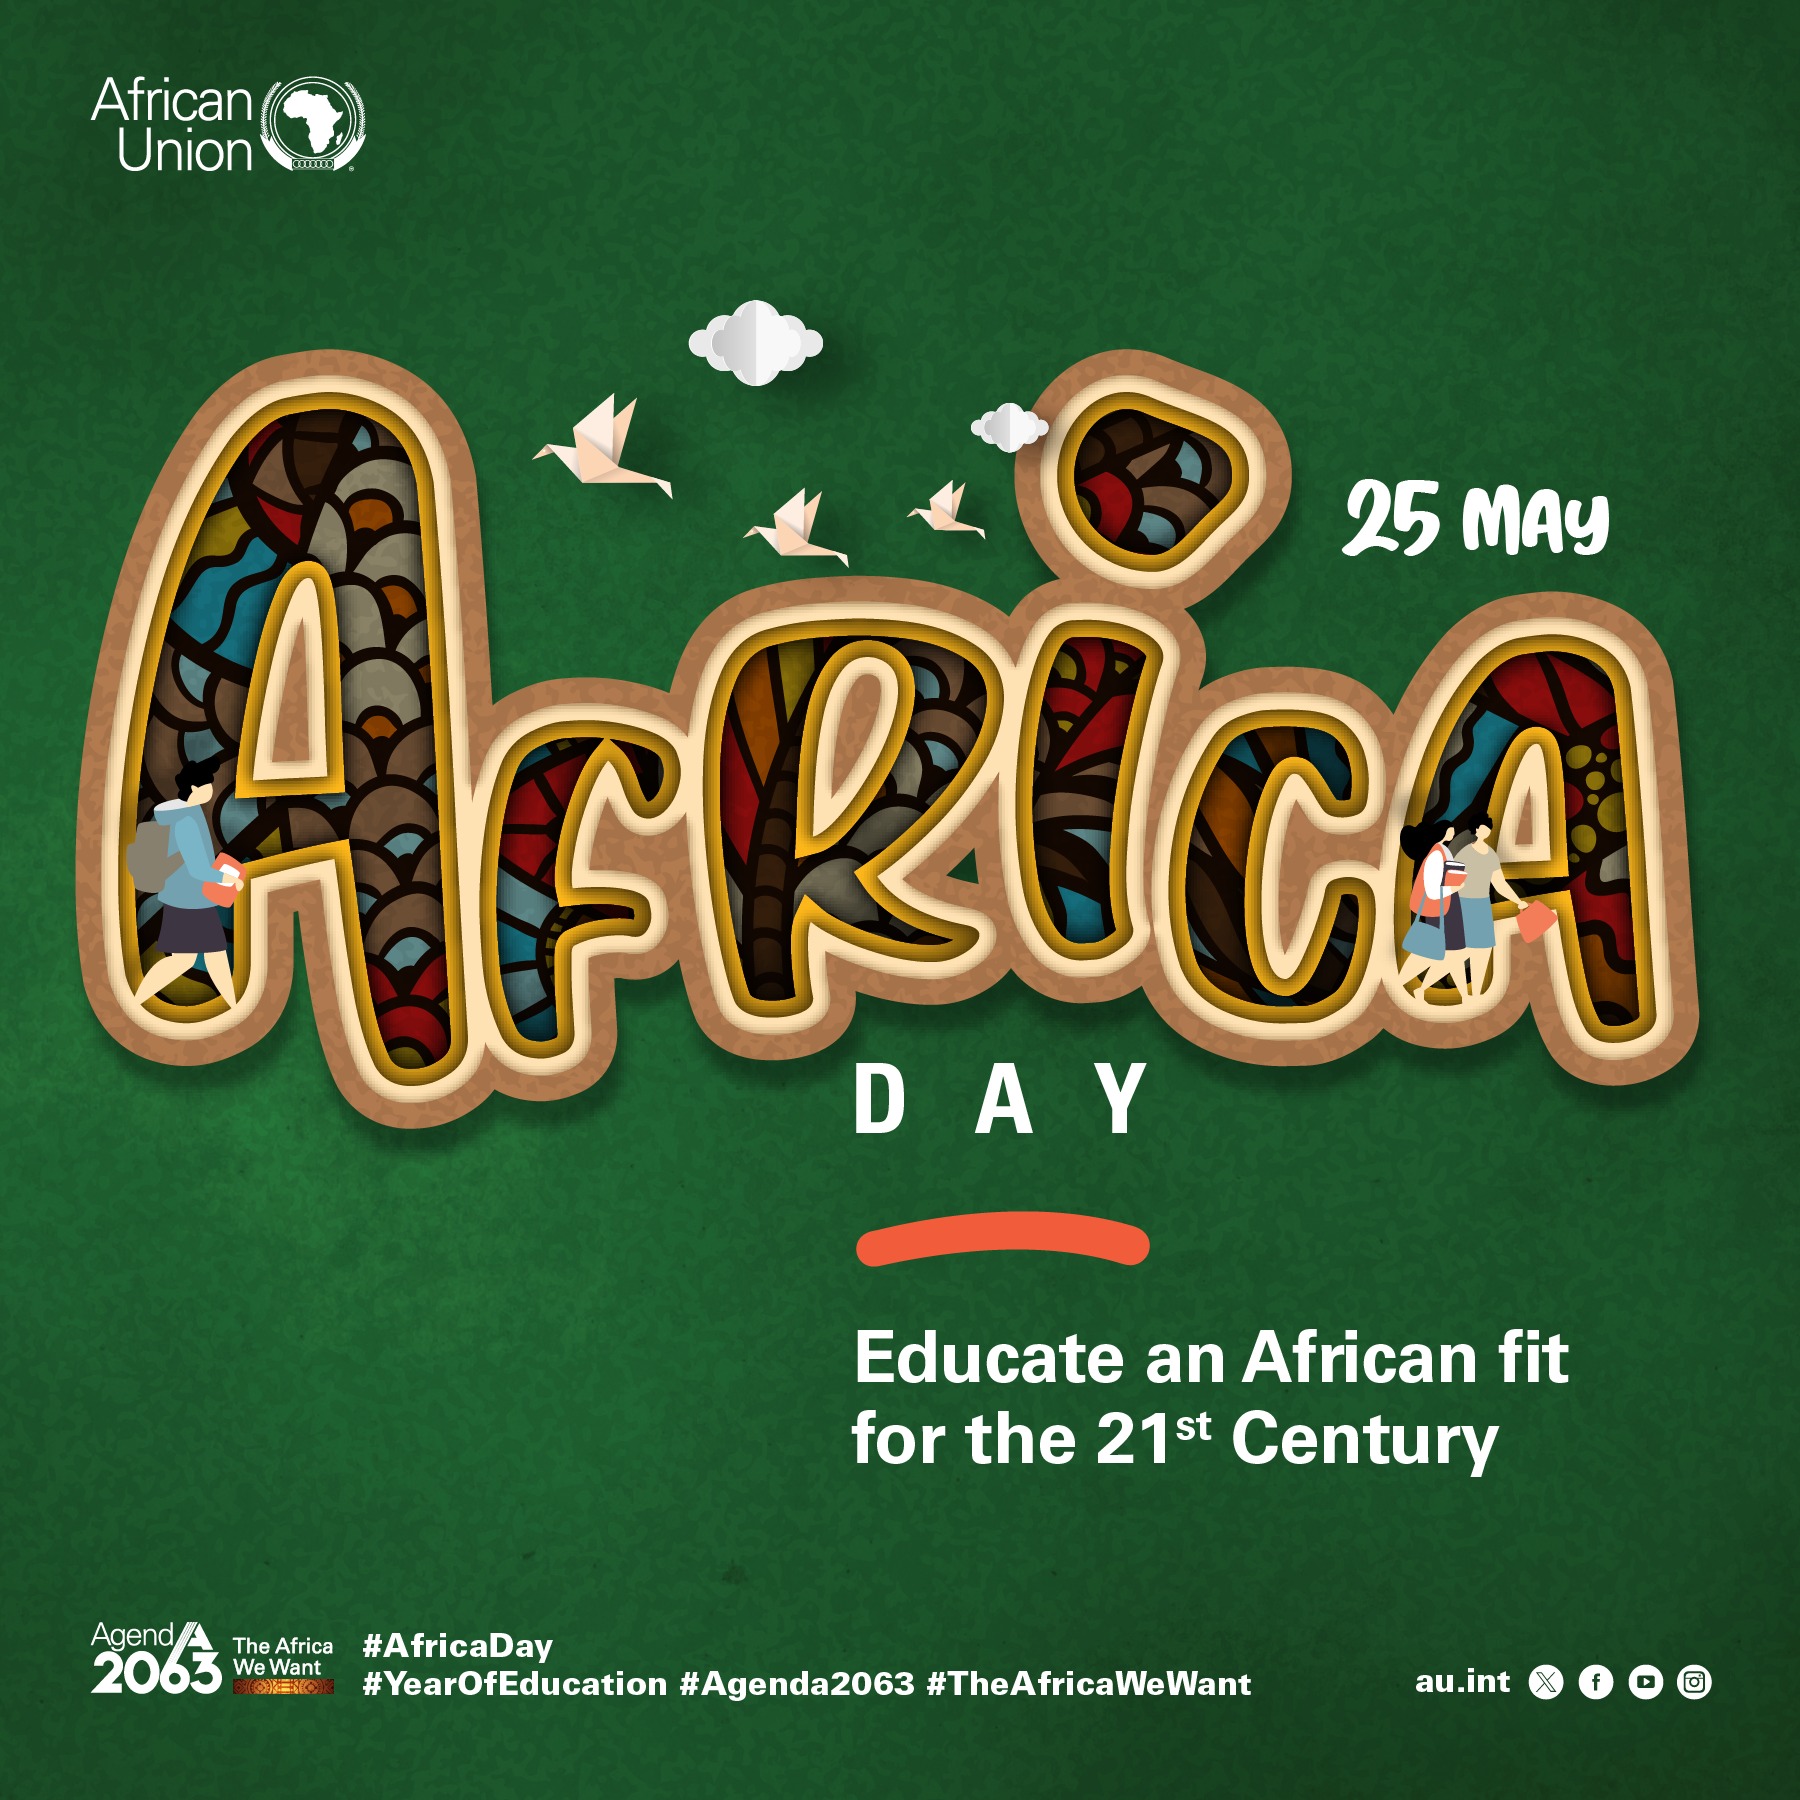 African
Union
25 MAY
AfRiCA
DAY
Educate an African fit
for the 21st Century
AgendA
2063
The Africa
We Want
#AfricaDay
#YearOfEducation #Agenda2063 #TheAfricaWeWant
au.int